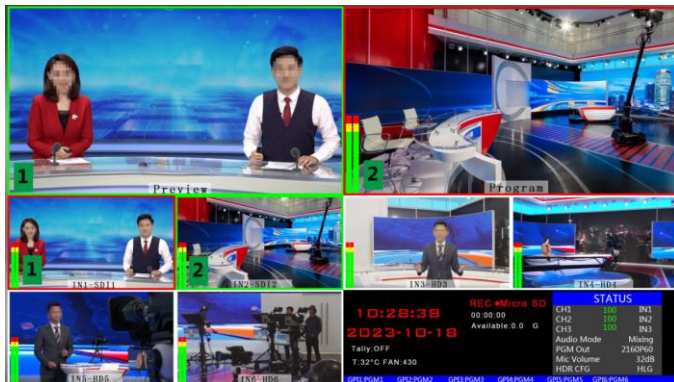 1
Preview
2
Program
1
IN1-SDI1
2
IN2-SDI2
IN3-HD3
IN4-HD4
IN5-HD5
IN6-HD6
10:28:38
2023-10-18
Tally:OFF
T:32°C FAN:430
REC ●Micro SD
00:00:00
Available:0.0 G
STATUS
CH1 100 IN1
CH2 100 IN2
CH3 100 IN3
Audio Mode Mixing
PGM Out 2160P60
Mic Volume 32dB
HDR CFG HLG
GPI1:PGM1 GPI2:PGM2 GPI3:PGM3 GPI4:PGM4 GPI5:PGM5 GPI6:PGM6